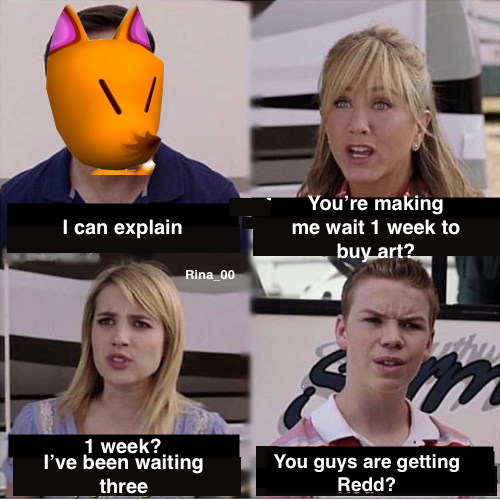 I can explain
You’re making
me wait 1 week to
buy art?
Rina_00
1 week?
I’ve been waiting
three
You guys are getting
Redd?